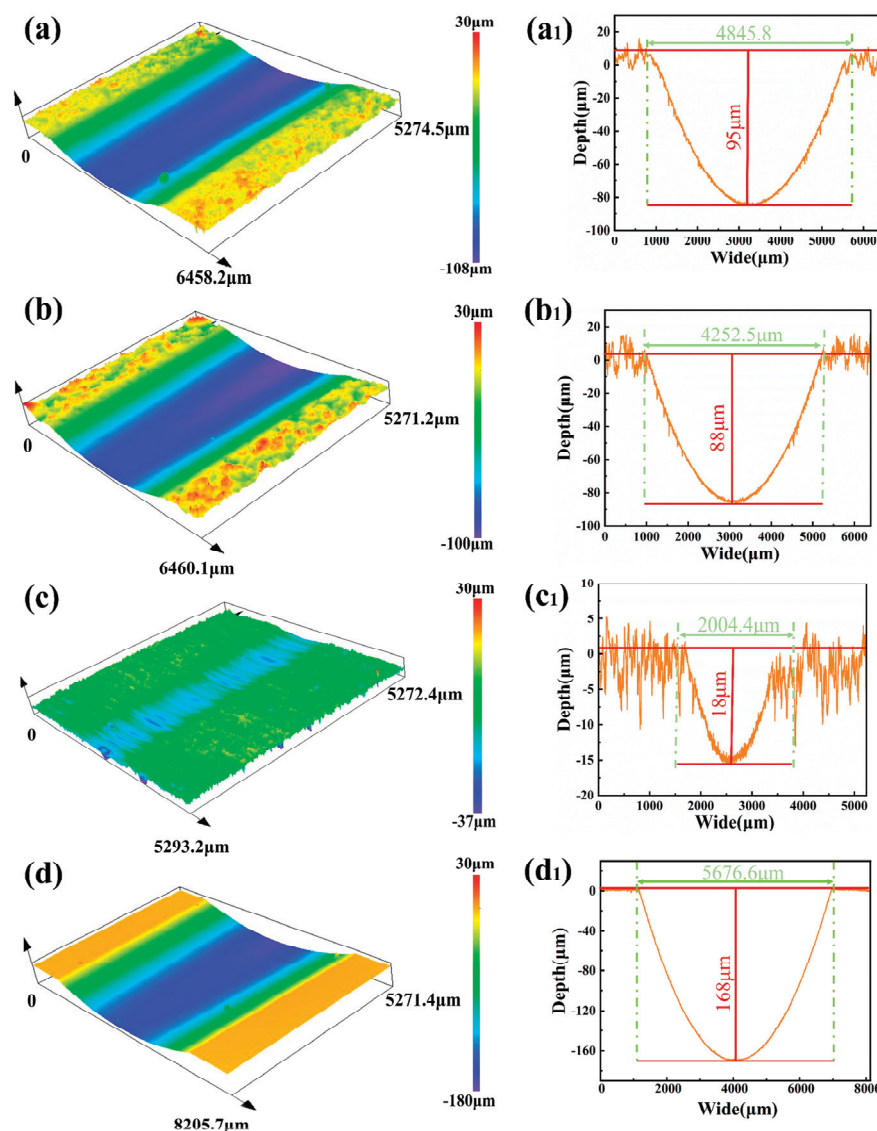 (a)
30μm
0
5274.5μm
6458.2μm
-108μm
(a1)
4845.8
95μm
20
0
-20
-40
-60
-80
-100
Depth(μm)
0 1000 2000 3000 4000 5000 6000
Wide(μm)
(b)
30μm
0
5271.2μm
6460.1μm
-100μm
(b1)
4252.5μm
88μm
20
0
-20
-40
-60
-80
-100
Depth(μm)
0 1000 2000 3000 4000 5000 6000
Wide(μm)
(c)
30μm
0
5272.4μm
5293.2μm
-37μm
(c1)
2004.4μm
18μm
10
5
0
-5
-10
-15
-20
Depth(μm)
0 1000 2000 3000 4000 5000
Wide(μm)
(d)
30μm
0
5271.4μm
8205.7μm
-180μm
(d1)
5676.6μm
168μm
0
-40
-80
-120
-160
Depth(μm)
0 2000 4000 6000 8000
Wide(μm)